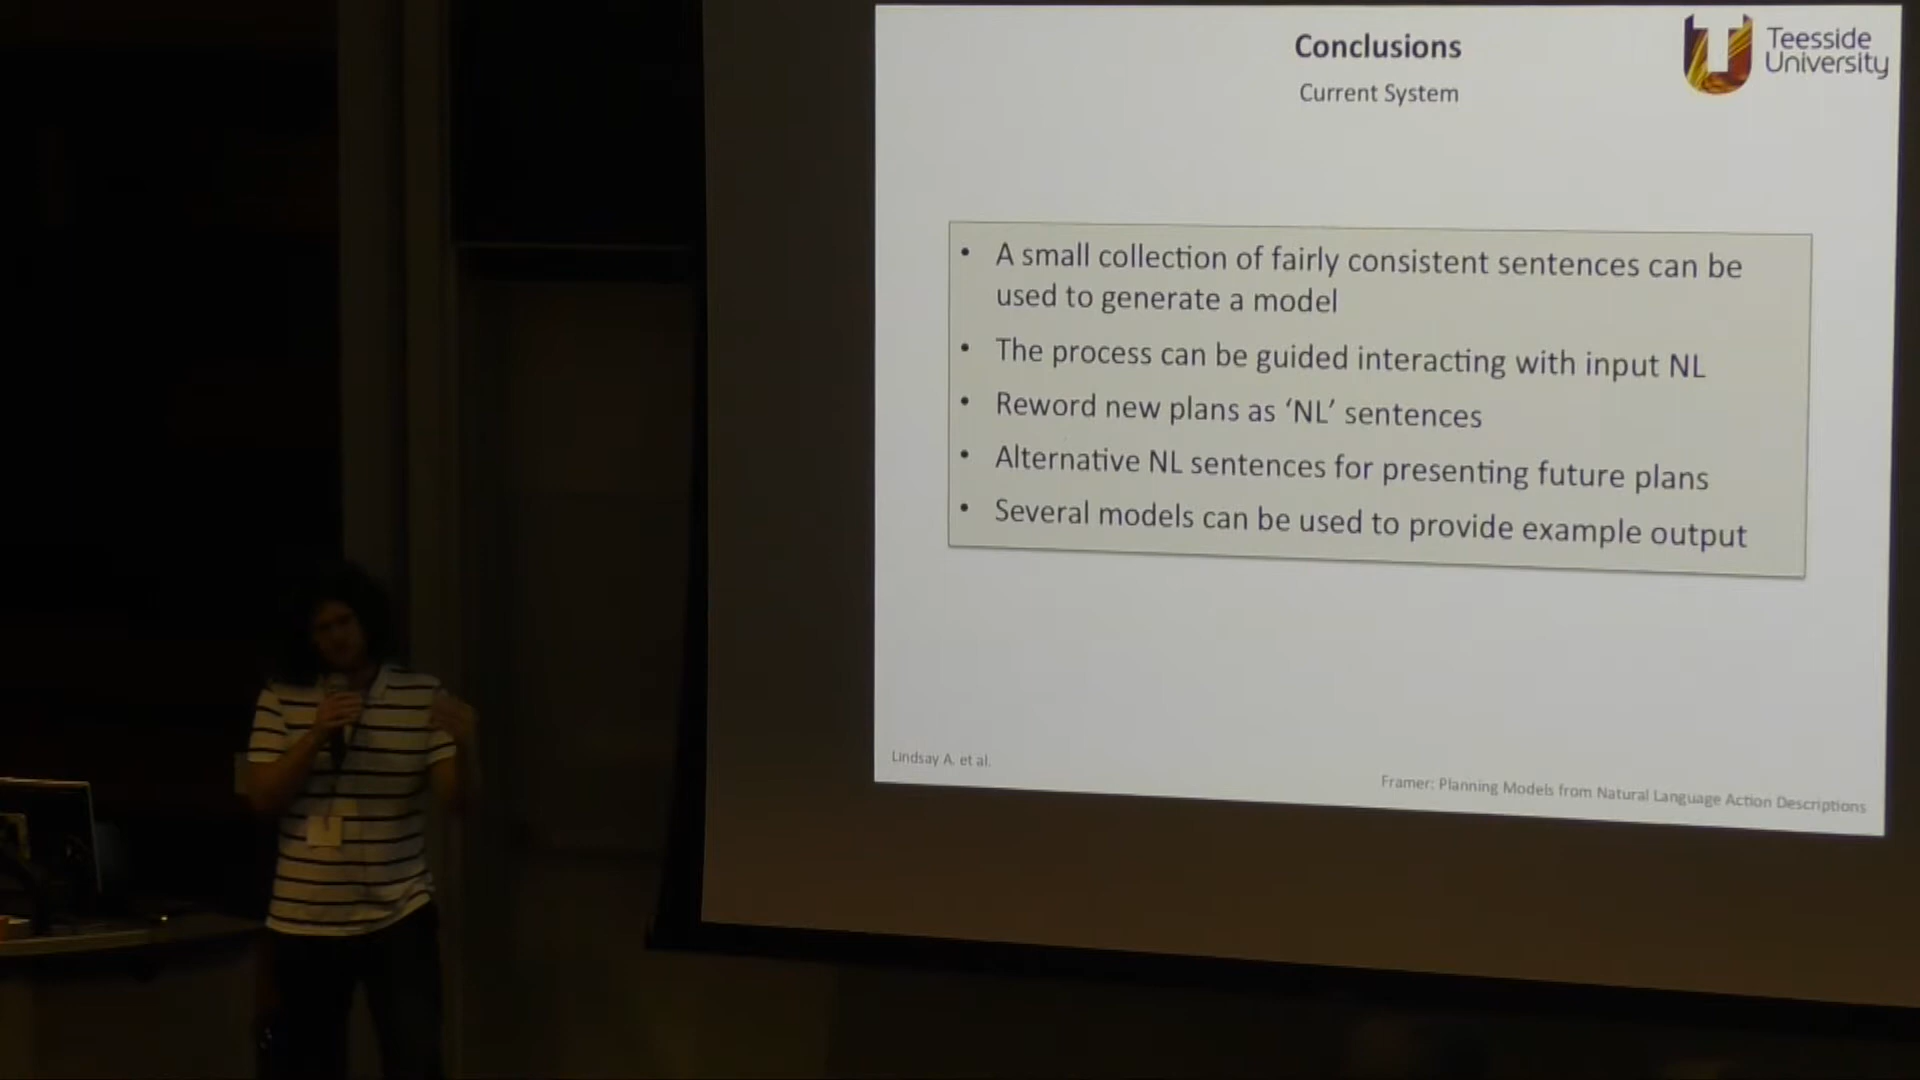 Conclusions
Current System
Teesside
University
• A small collection of fairly consistent sentences can be
used to generate a model
• The process can be guided interacting with input NL
• Reword new plans as ‘NL’ sentences
• Alternative NL sentences for presenting future plans
• Several models can be used to provide example output
Lindsay A. et al.
Framer: Planning Models from Natural Language Action Descriptions